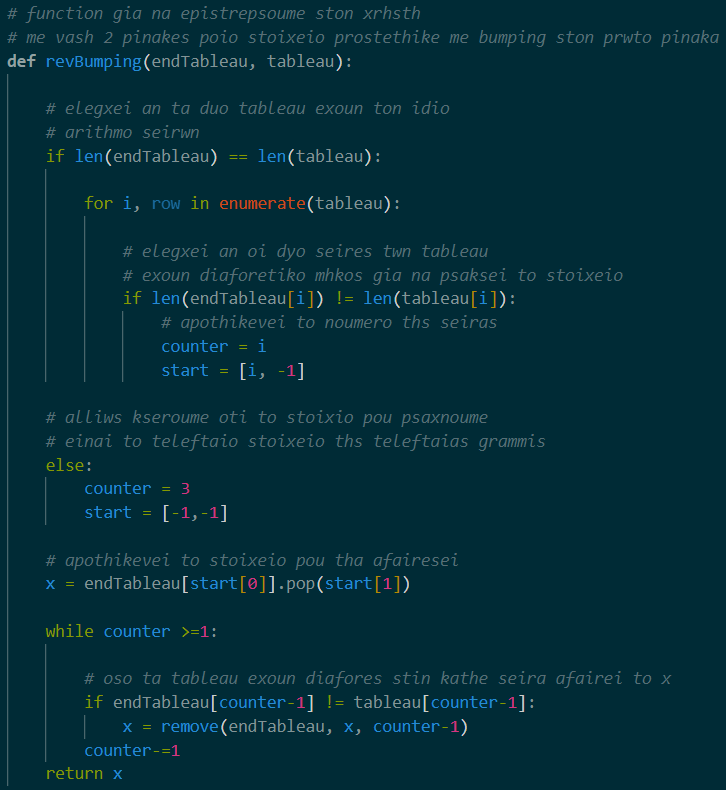 # function gia na epistrepsoume ston xrhsth
# me vash 2 pinakes poio stoixeio prostethike me bumping ston prwto pinaka
def revBumping(endTableau, tableau):
# elegxei an ta duo tableau exoun ton idio
# arithmo seirwn
if len(endTableau) == len(tableau):
for i, row in enumerate(tableau):
# elegxei an oi dyo seires twn tableau
# exoun diaforetiko mhkos gia na psaksei to stoixeio
if len(endTableau[i]) != len(tableau[i]):
# apothikevei to noumero ths seiras
counter = i
start = [i, -1]
# alliws kseroume oti to stoixio pou psaxnoume
# einai to teleftaio stoixeio ths teleftaias grammis
else:
counter = 3
start = [-1,-1]
# apothikevei to stoixeio pou tha afairesei
x = endTableau[start[0]].pop(start[1])
while counter >=1:
# oso ta tableau exoun diafores stin kathe seira afairei to x
if endTableau[counter-1] != tableau[counter-1]:
x = remove(endTableau, x, counter-1)
counter-=1
return x